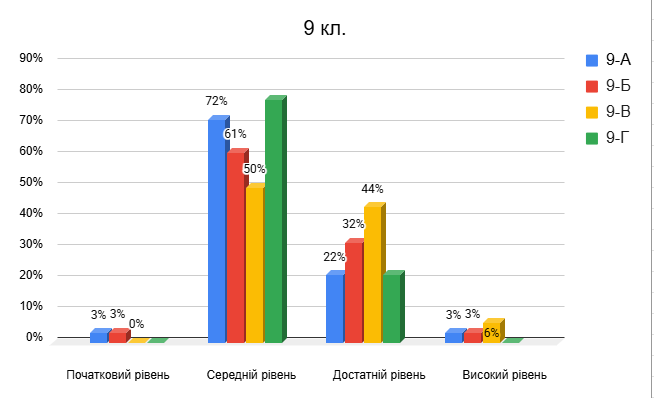 9 кл.
90%
80%
70%
60%
50%
40%
30%
20%
10%
0%
3%
3%
0%
72%
61%
50%
22%
32%
44%
3%
3%
6%
Початковий рівень
Середній рівень
Достатній рівень
Високий рівень
9-А
9-Б
9-В
9-Г